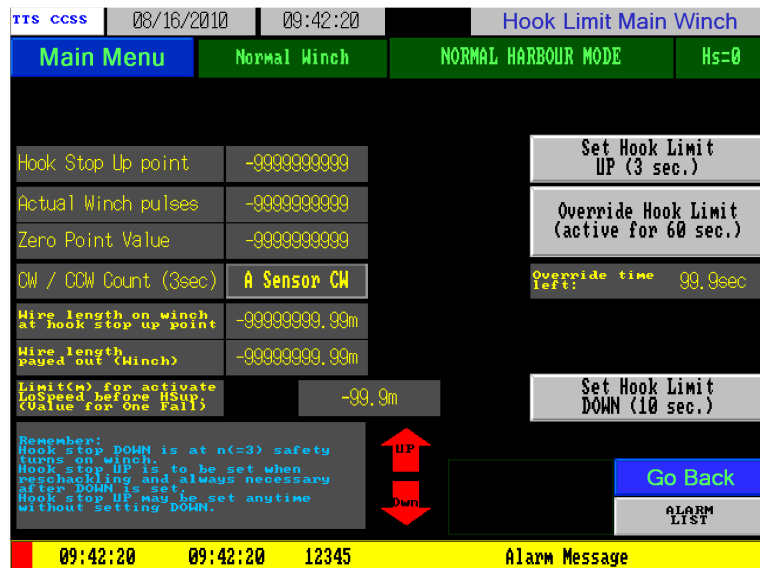 TTS CCSS 08/16/2010 09:42:20 Hook Limit Main Winch
Main Menu Normal Winch NORMAL HARBOUR MODE Hs=0
Hook Stop Up point -9999999999
Set Hook Limit
UP (3 sec.)
Actual Winch pulses -9999999999
Zero Point Value -9999999999
Override Hook Limit
(active for 60 sec.)
CW / CCW Count (3sec) A Sensor CW
Override time
left: 99.9sec
Wire length on winch
at hook stop up point -99999999.99m
Wire length
payed out (Winch) -99999999.99m
Limit(m) for activate
LoSpeed before HSup.
(Value for One Fall) -99.9m
Set Hook Limit
DOWN (10 sec.)
Remember:
Hook stop DOWN is at n(=3) safety
turns on winch.
Hook stop UP is to be set when
reschackling and always necessary
after DOWN is set.
Hook stop UP may be set anytime
without setting DOWN.
UP
Dwn
Go Back
ALARM
LIST
09:42:20 09:42:20 12345 Alarm Message